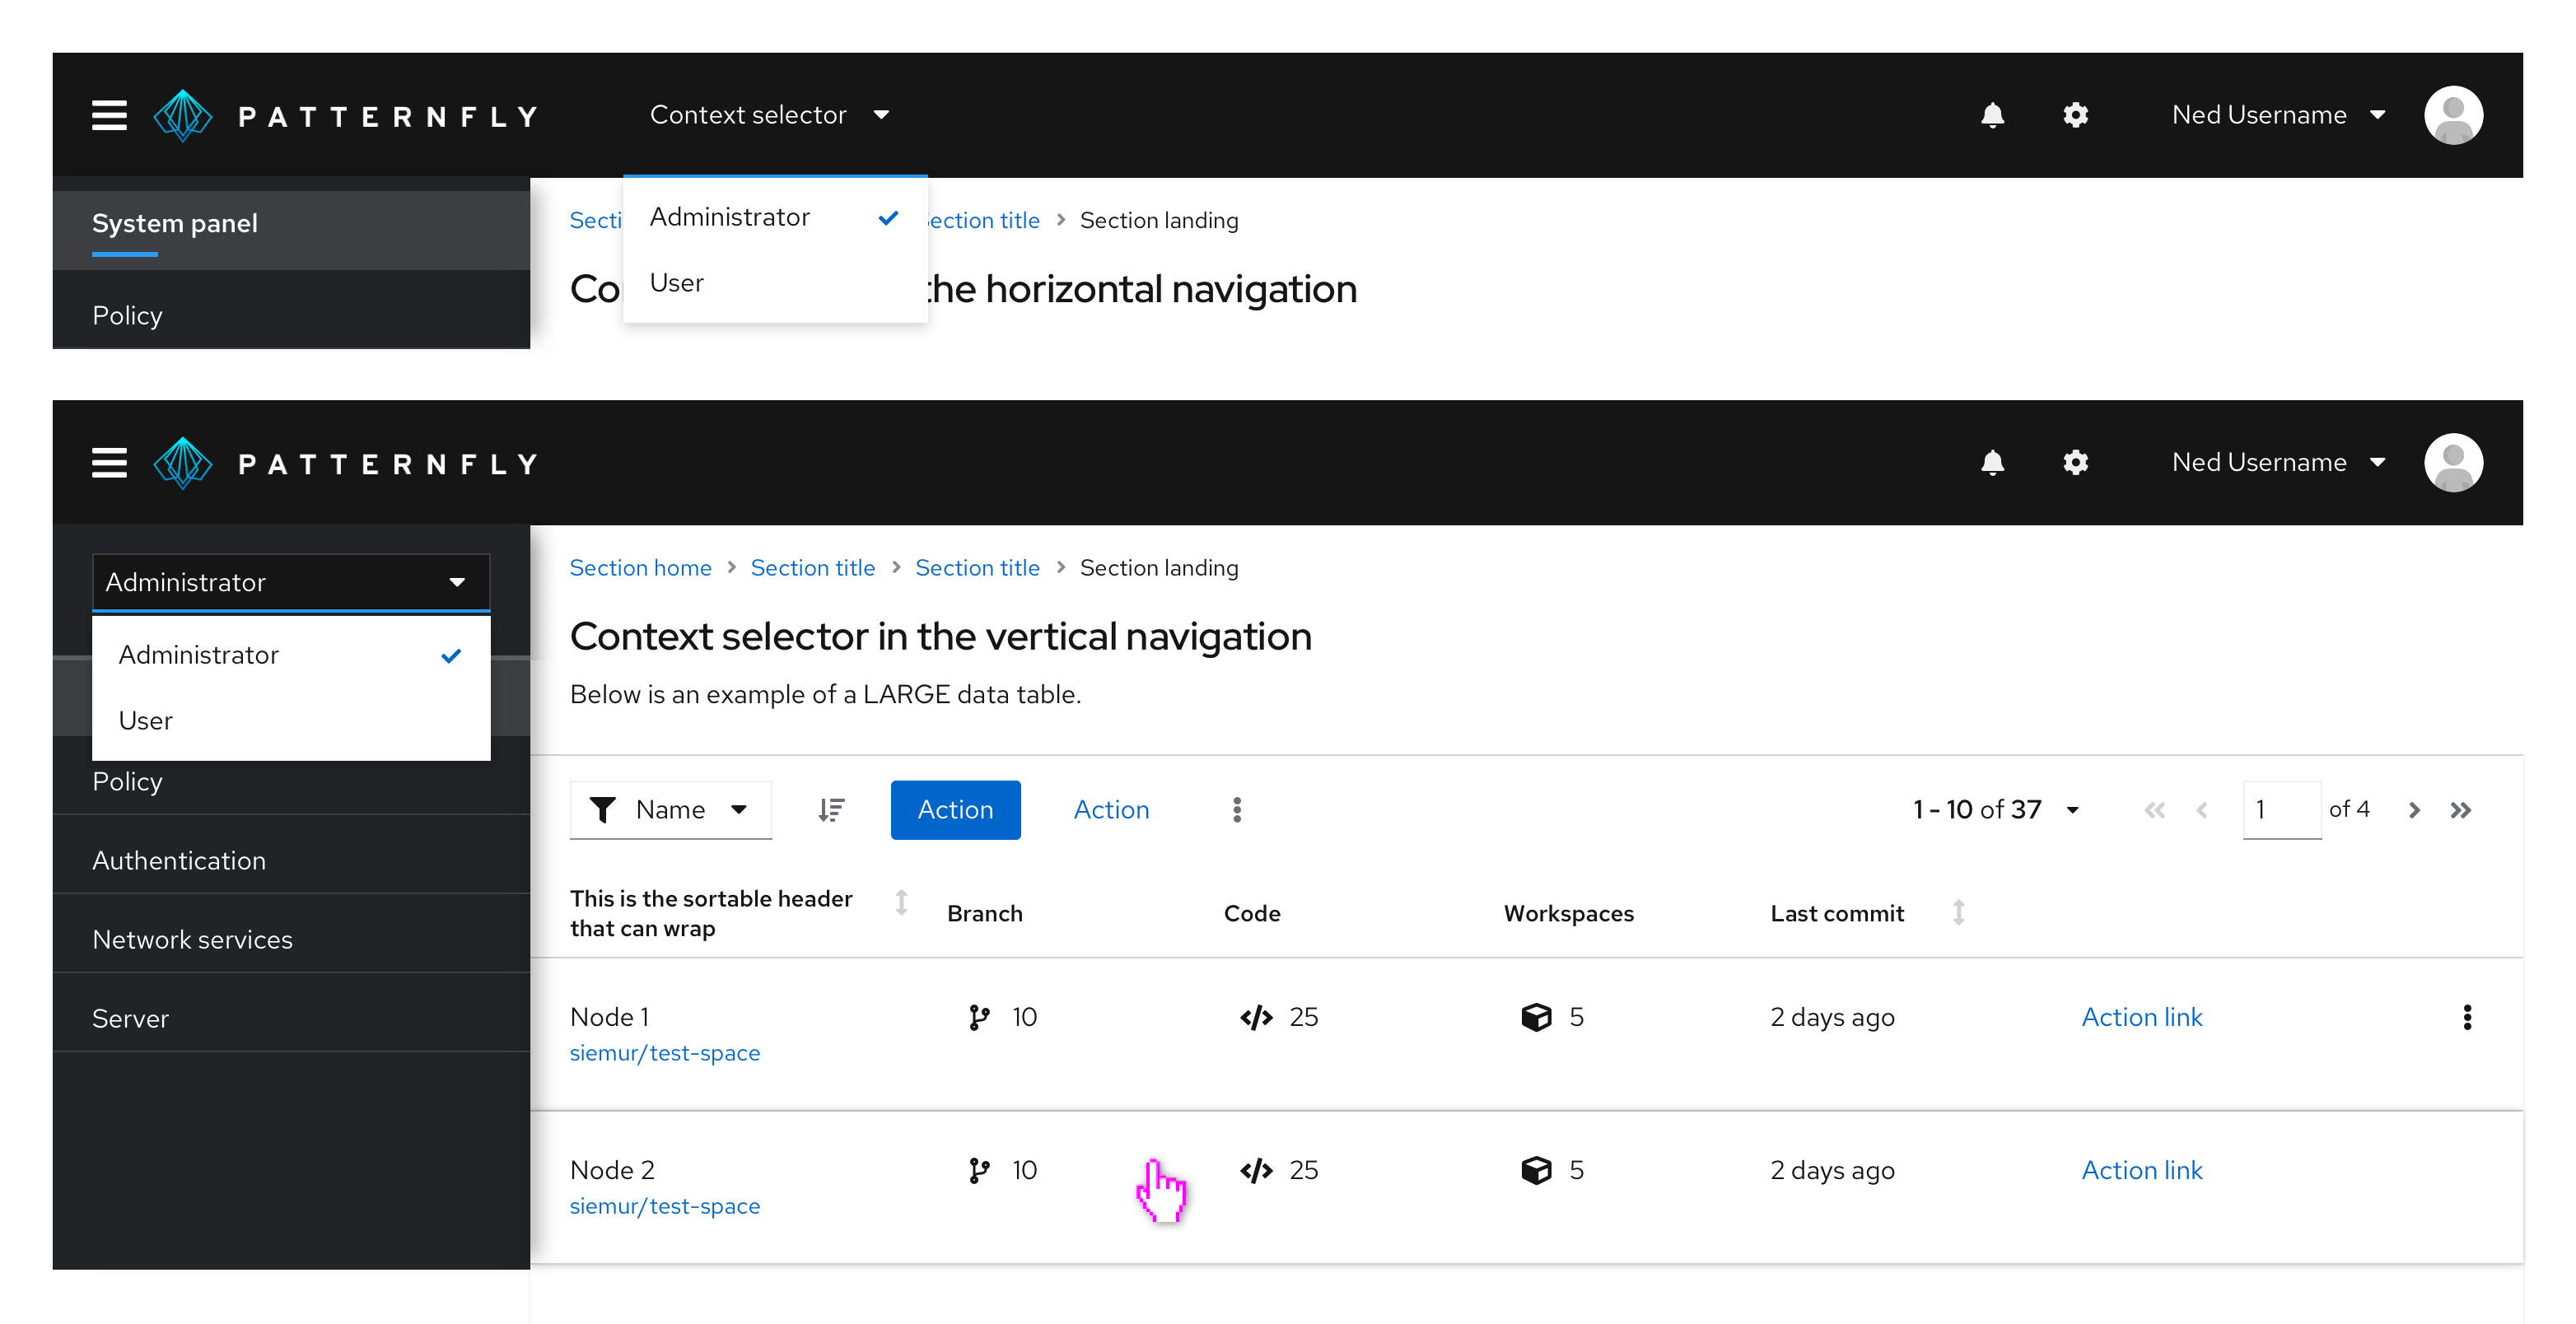 PATTERNFLY
Context selector
Ned Username
System panel
Policy
Administrator
User
Section title
Section landing
the horizontal navigation
PATTERNFLY
Ned Username
Administrator
Administrator
User
Policy
Authentication
Network services
Server
Section home
Section title
Section title
Section landing
Context selector in the vertical navigation
Below is an example of a LARGE data table.
Name
Action
Action
1 - 10 of 37
1
of 4
This is the sortable header
that can wrap
Branch
Code
Workspaces
Last commit
Node 1
10
25
5
2 days ago
Action link
siemur/test-space
Node 2
10
25
5
2 days ago
Action link
siemur/test-space